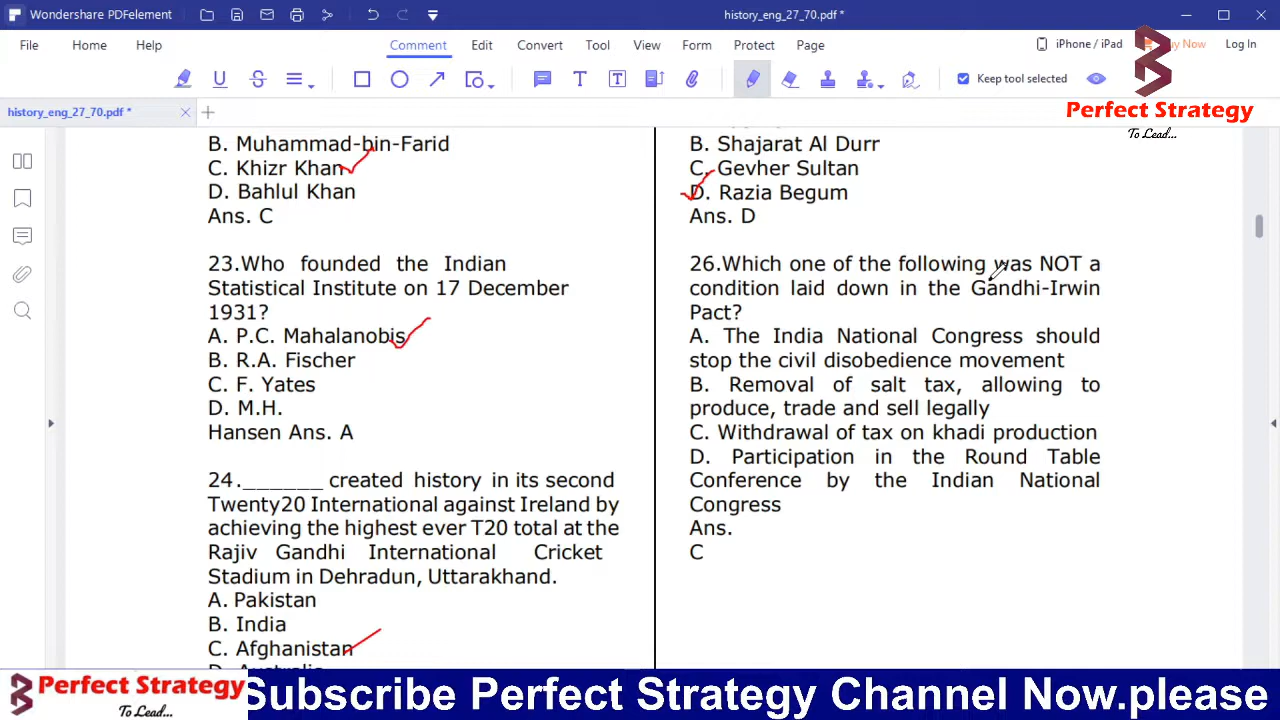 Wondershare PDFelement
history_eng_27_70.pdf *
File Home Help
Comment Edit Convert Tool View Form Protect Page
iPhone / iPad
Buy Now
Log In
Keep tool selected
history_eng_27_70.pdf *
Perfect Strategy
To Lead...
B. Muhammad-bin-Farid
C. Khizr Khan
D. Bahlul Khan
Ans. C
23.Who founded the Indian
Statistical Institute on 17 December
1931?
A. P.C. Mahalanobis
B. R.A. Fischer
C. F. Yates
D. M.H.
Hansen Ans. A
24.______ created history in its second
Twenty20 International against Ireland by
achieving the highest ever T20 total at the
Rajiv Gandhi International Cricket
Stadium in Dehradun, Uttarakhand.
A. Pakistan
B. India
C. Afghanistan
D. Australia
B. Shajarat Al Durr
C. Gevher Sultan
D. Razia Begum
Ans. D
26.Which one of the following was NOT a
condition laid down in the Gandhi-Irwin
Pact?
A. The India National Congress should
stop the civil disobedience movement
B. Removal of salt tax, allowing to
produce, trade and sell legally
C. Withdrawal of tax on khadi production
D. Participation in the Round Table
Conference by the Indian National
Congress
Ans.
C
Perfect Strategy
To Lead...
Subscribe Perfect Strategy Channel Now.please